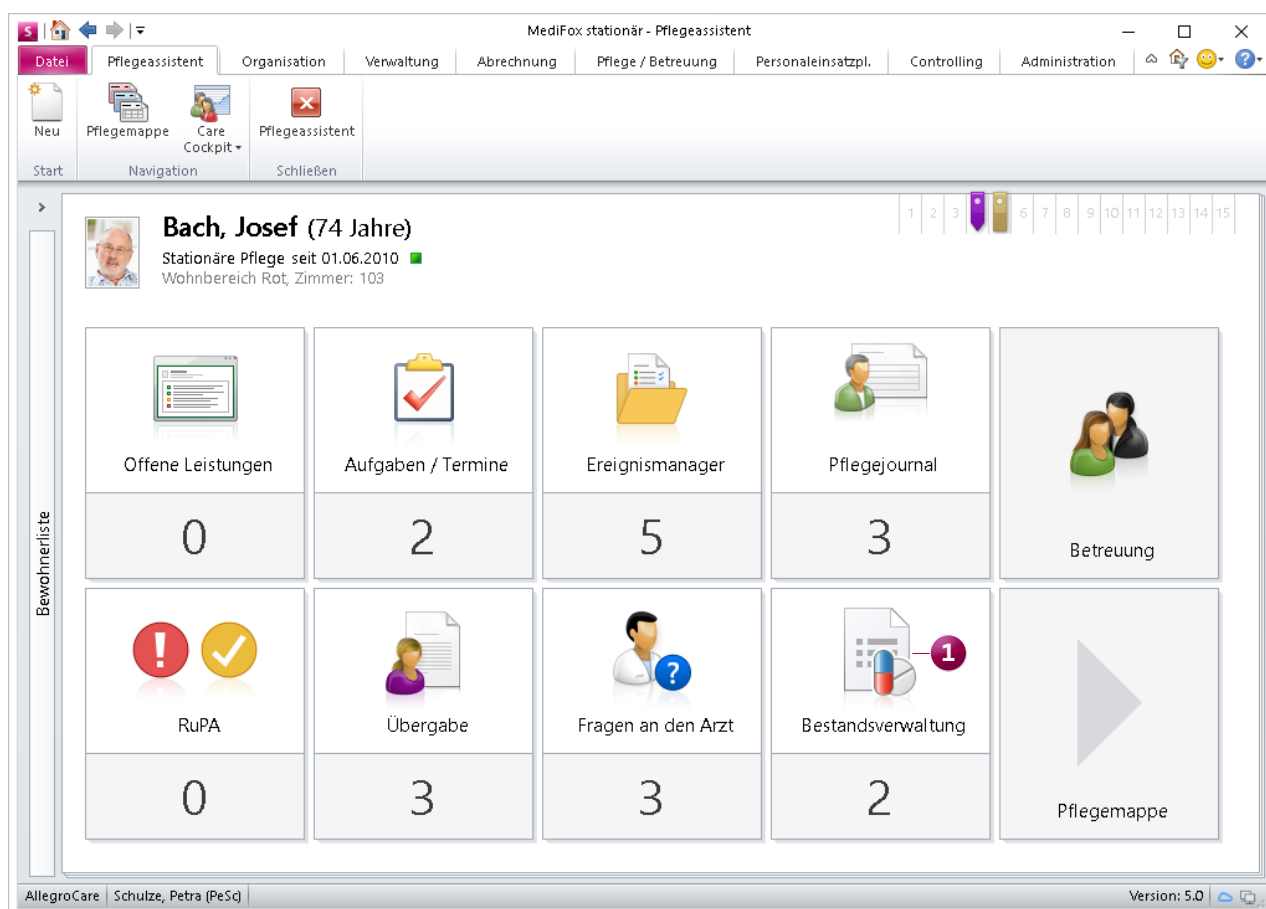 S
MediFox stationär - Pflegeassistent
Datei Pflegeassistent Organisation Verwaltung Abrechnung Pflege / Betreuung Personaleinsatzpl. Controlling Administration ?
Neu Pflegemappe Care Cockpit Pflegeassistent
Start Navigation Schließen
Bach, Josef (74 Jahre)
1 2 3 6 7 8 9 10 11 12 13 14 15
Stationäre Pflege seit 01.06.2010
Wohnbereich Rot, Zimmer: 103
Bewohnerliste
Offene Leistungen Aufgaben / Termine Ereignismanager Pflegejournal
0 2 5 3
Betreuung
! ? 1
RuPA Übergabe Fragen an den Arzt Bestandsverwaltung
0 3 3 2
Pflegemappe
AllegroCare Schulze, Petra (PeSc) Version: 5.0